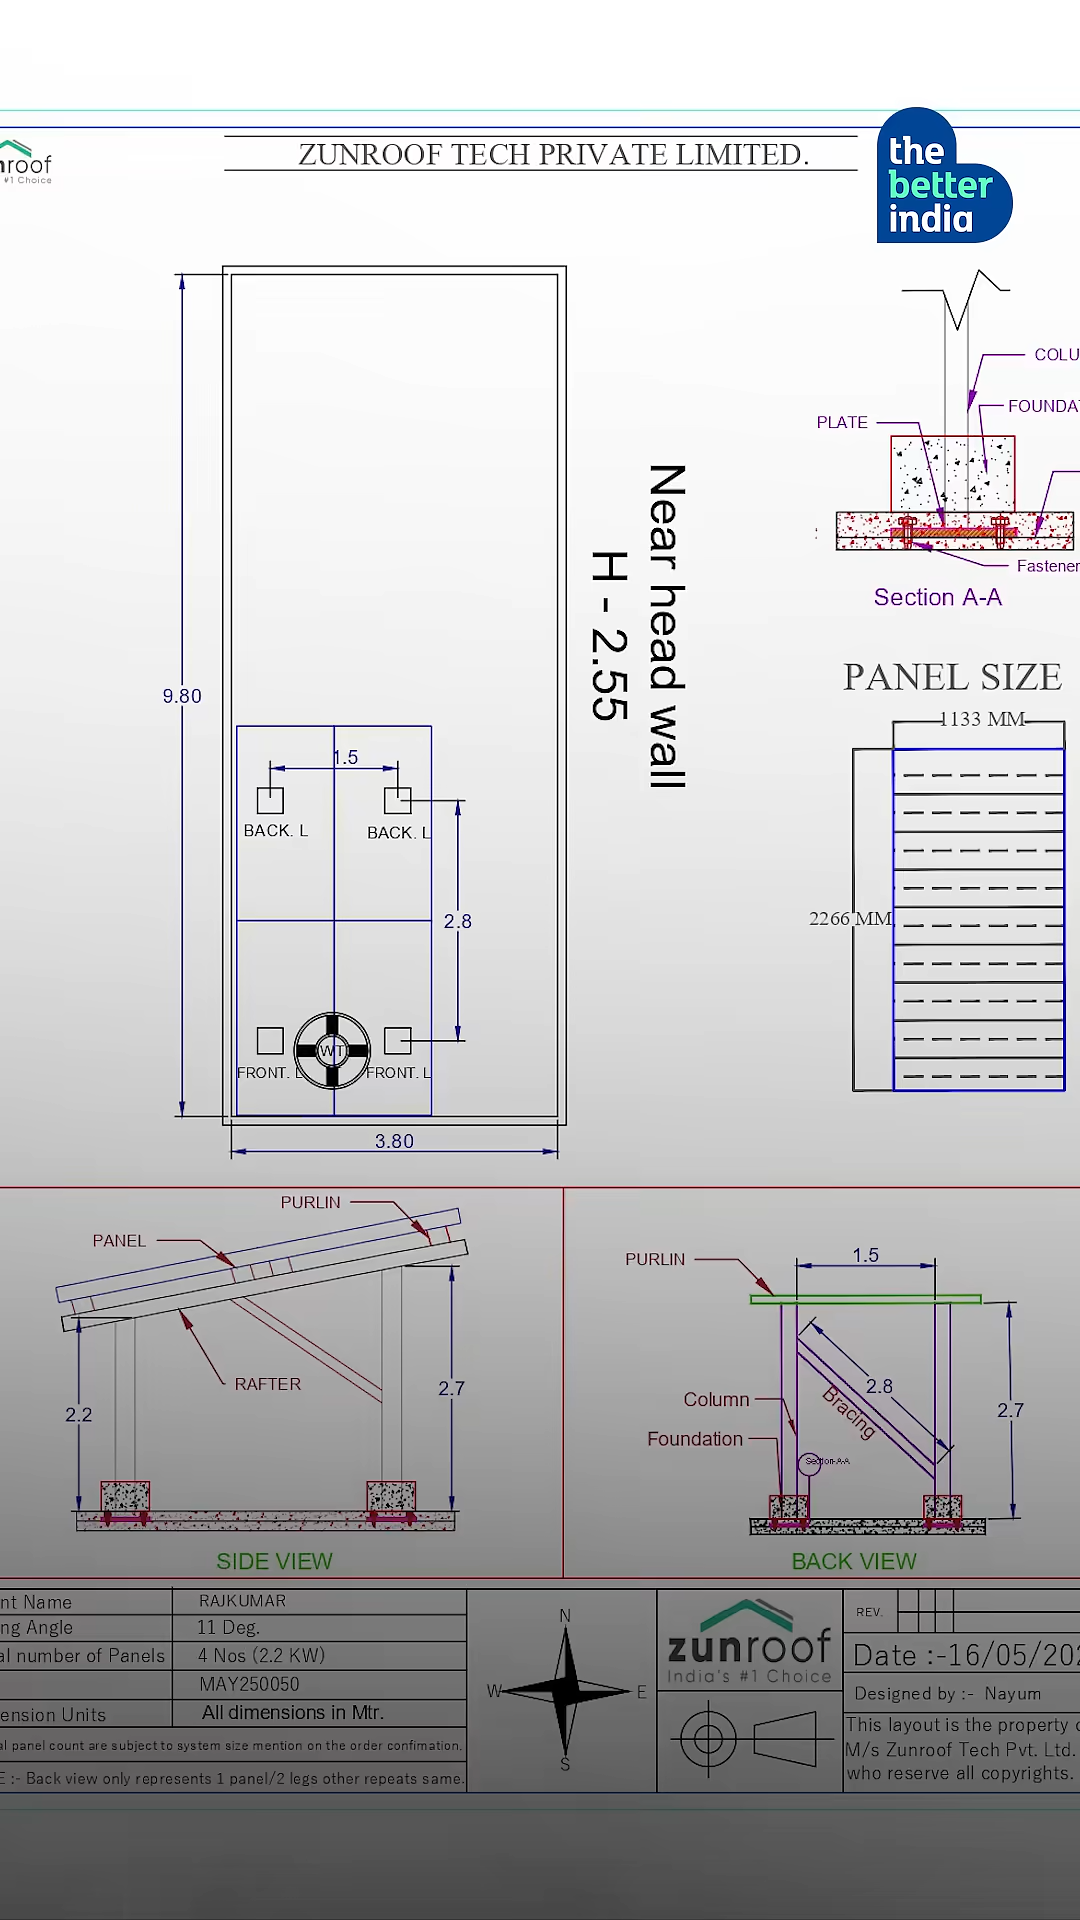 nroof
#1 Choice
ZUNROOF TECH PRIVATE LIMITED.
the
better
india
COLU
FOUNDAT
PLATE
Fastener
Section A-A
Near head wall
H - 2.55
PANEL SIZE
1133 MM
2266 MM
9.80
1.5
BACK. L
BACK. L
2.8
WT
FRONT. L
FRONT. L
3.80
PURLIN
PANEL
RAFTER
2.2
2.7
SIDE VIEW
PURLIN
1.5
2.8
Bracing
Column
Foundation
Section-A-A
2.7
BACK VIEW
nt Name RAJKUMAR
ng Angle 11 Deg.
al number of Panels 4 Nos (2.2 KW)
MAY250050
ension Units All dimensions in Mtr.
al panel count are subject to system size mention on the order confimation.
E :- Back view only represents 1 panel/2 legs other repeats same.
N
W
E
S
zunroof
India's #1 Choice
REV.
Date :-16/05/202
Designed by :- Nayum
This layout is the property o
M/s Zunroof Tech Pvt. Ltd.
who reserve all copyrights.